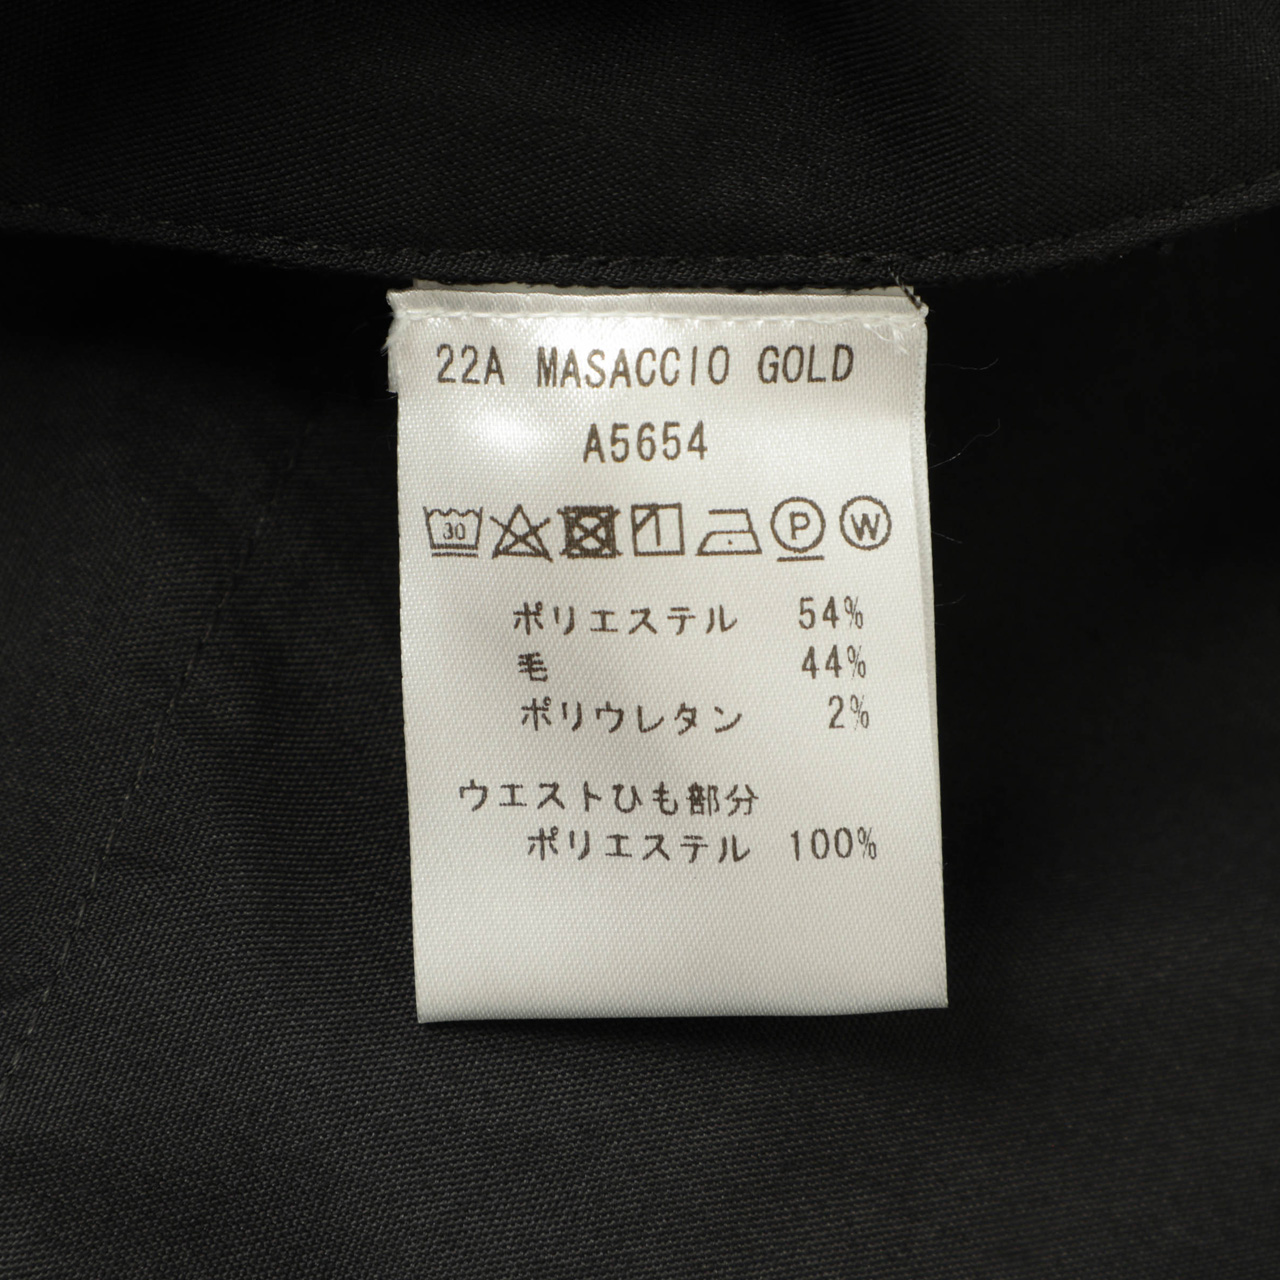 22A MASACCIO GOLD
A5654
30 P W
ポリエステル 54%
毛 44%
ポリウレタン 2%
ウエストひも部分
ポリエステル 100%